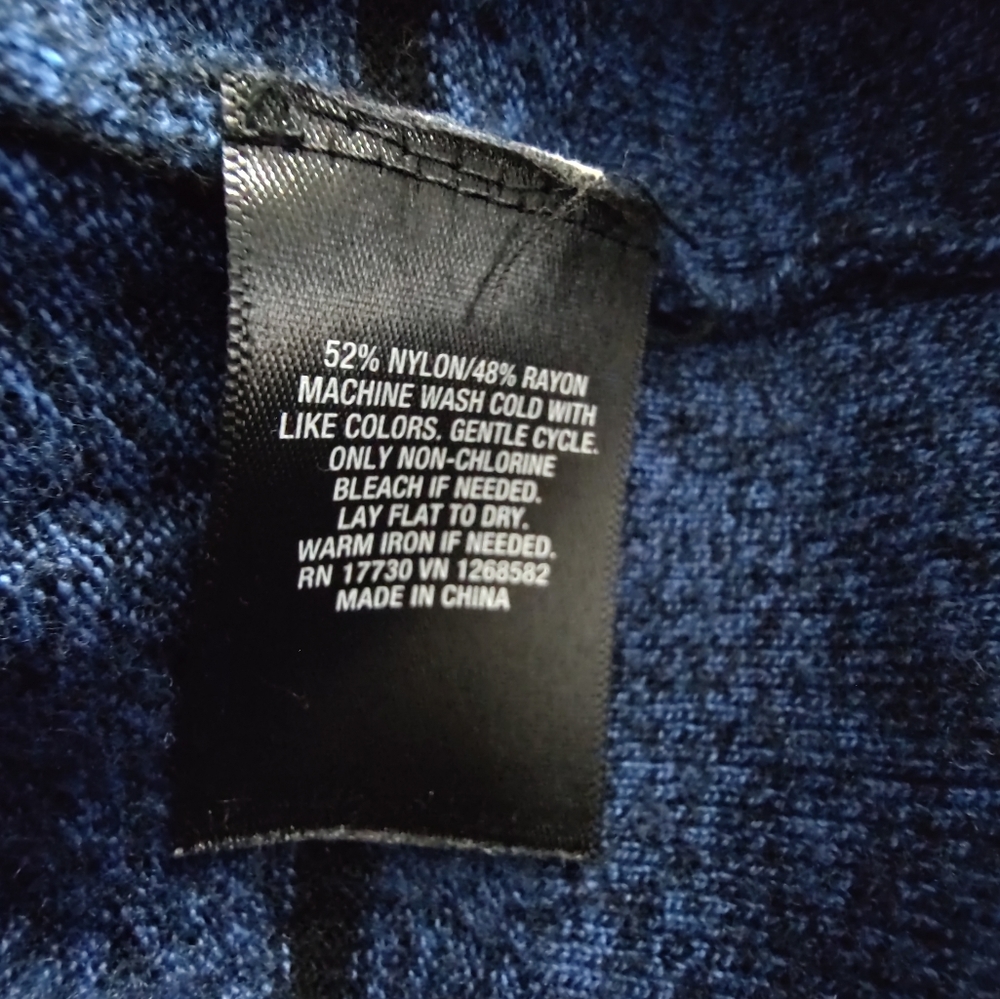 52% NYLON/48% RAYON
MACHINE WASH COLD WITH
LIKE COLORS. GENTLE CYCLE.
ONLY NON-CHLORINE
BLEACH IF NEEDED.
LAY FLAT TO DRY.
WARM IRON IF NEEDED.
RN 17730 VN 1268582
MADE IN CHINA